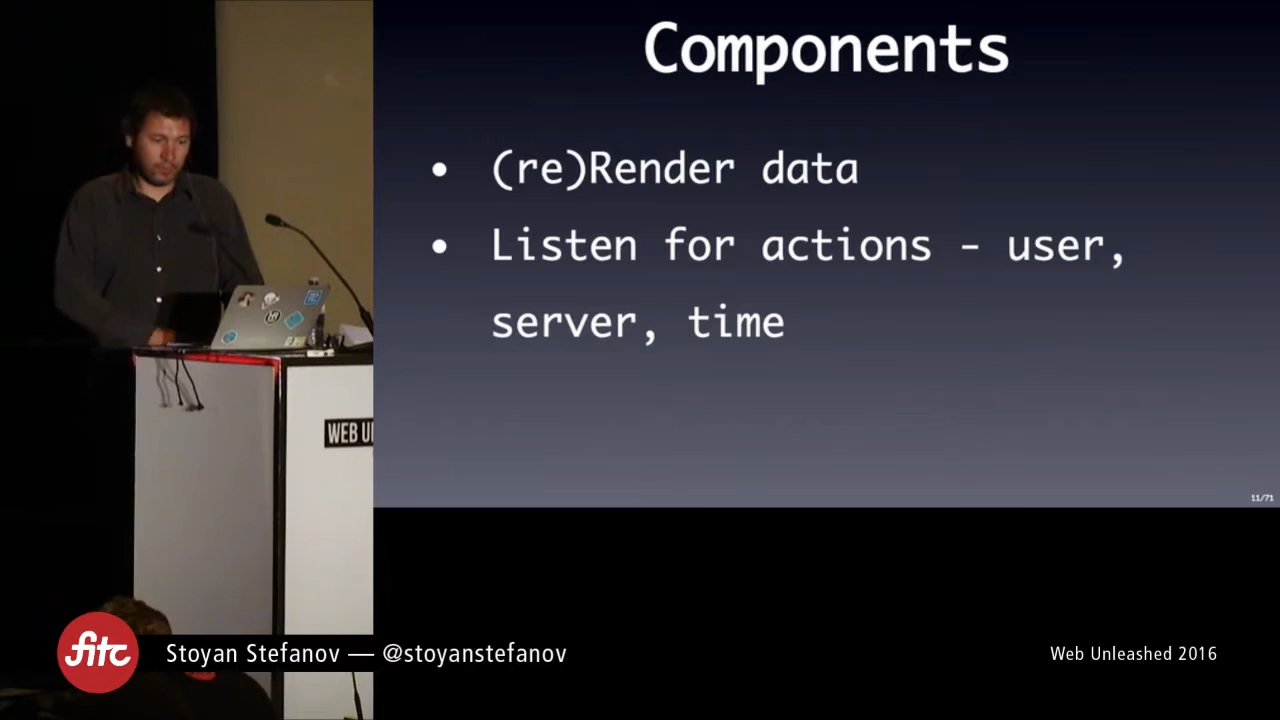 Components
• (re)Render data
• Listen for actions - user,
server, time
11/71
WEB U
fitc
Stoyan Stefanov — @stoyanstefanov
Web Unleashed 2016